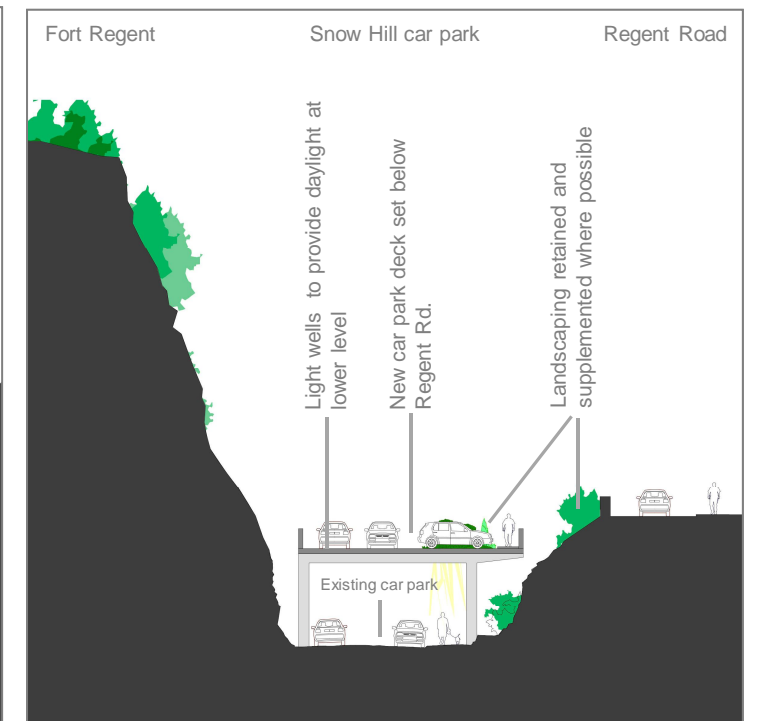 Fort Regent
Snow Hill car park
Regent Road
Light wells to provide daylight at
lower level
New car park deck set below
Regent Rd.
Landscaping retained and
supplemented where possible
Existing car park